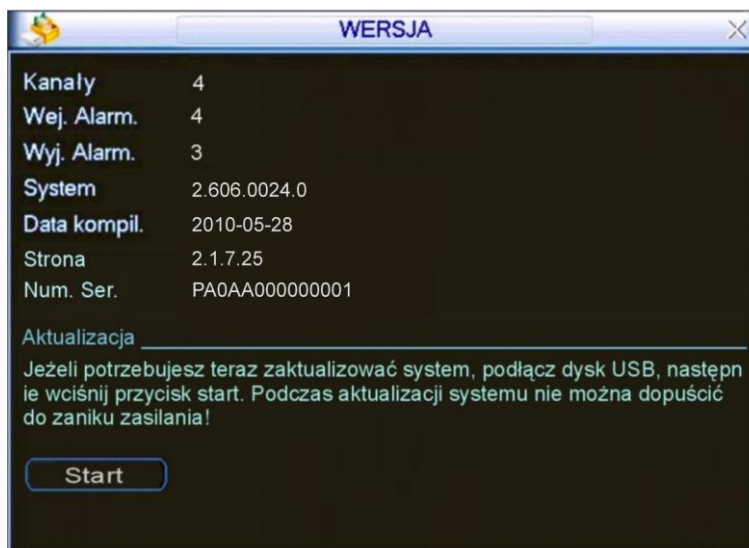 WERSJA
Kanały 4
Wej. Alarm. 4
Wyj. Alarm. 3
System 2.606.0024.0
Data kompil. 2010-05-28
Strona 2.1.7.25
Num. Ser. PA0AA000000001
Aktualizacja
Jeżeli potrzebujesz teraz zaktualizować system, podłącz dysk USB, następn
ie wciśnij przycisk start. Podczas aktualizacji systemu nie można dopuścić
do zaniku zasilania!
Start